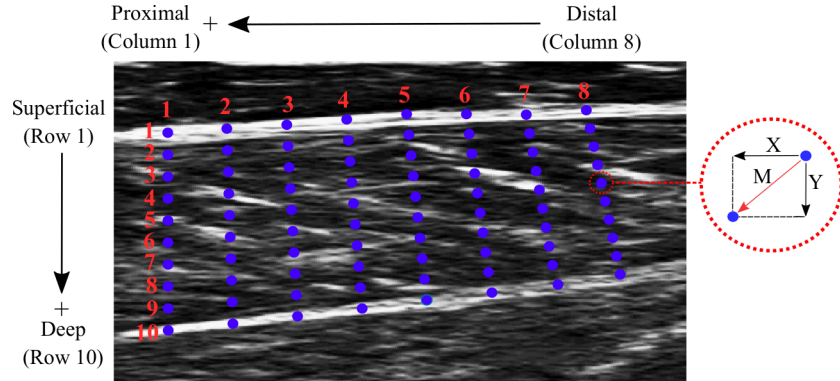 Proximal
(Column 1)
+
Distal
(Column 8)
Superficial
(Row 1)
+
Deep
(Row 10)
1 2 3 4 5 6 7 8
1
2
3
4
5
6
7
8
9
10
X
M
Y